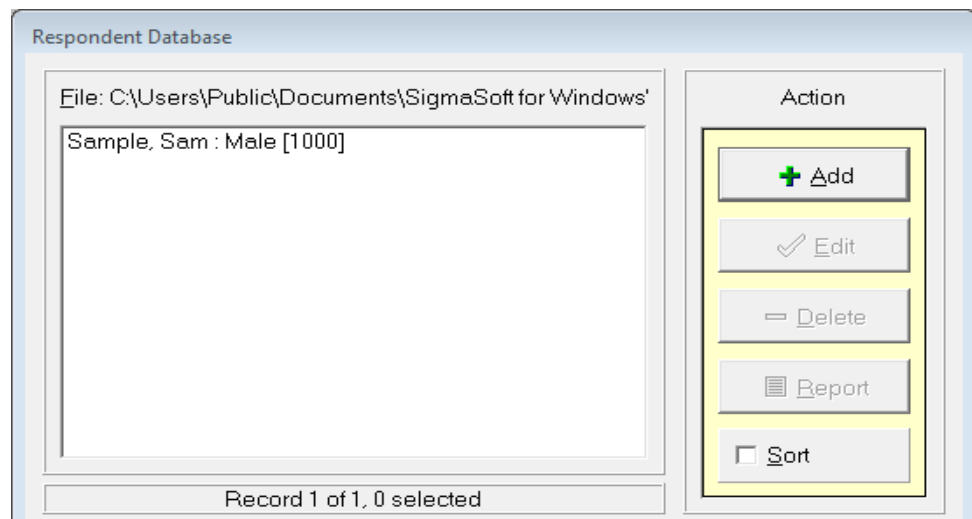 Respondent Database
File: C:\Users\Public\Documents\SigmaSoft for Windows'
Sample, Sam : Male [1000]
Record 1 of 1, 0 selected
Action
Add
Edit
Delete
Report
Sort